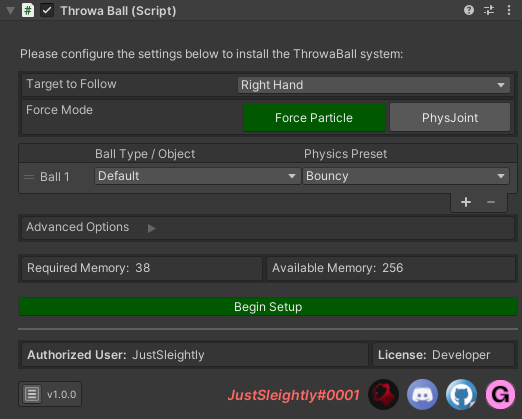 Throwa Ball (Script)
Please configure the settings below to install the ThrowaBall system:
Target to Follow Right Hand
Force Mode Force Particle PhysJoint
Ball Type / Object Physics Preset
Ball 1 Default Bouncy
Advanced Options
Required Memory: 38 Available Memory: 256
Begin Setup
Authorized User: JustSleightly License: Developer
v1.0.0 JustSleightly#0001 G